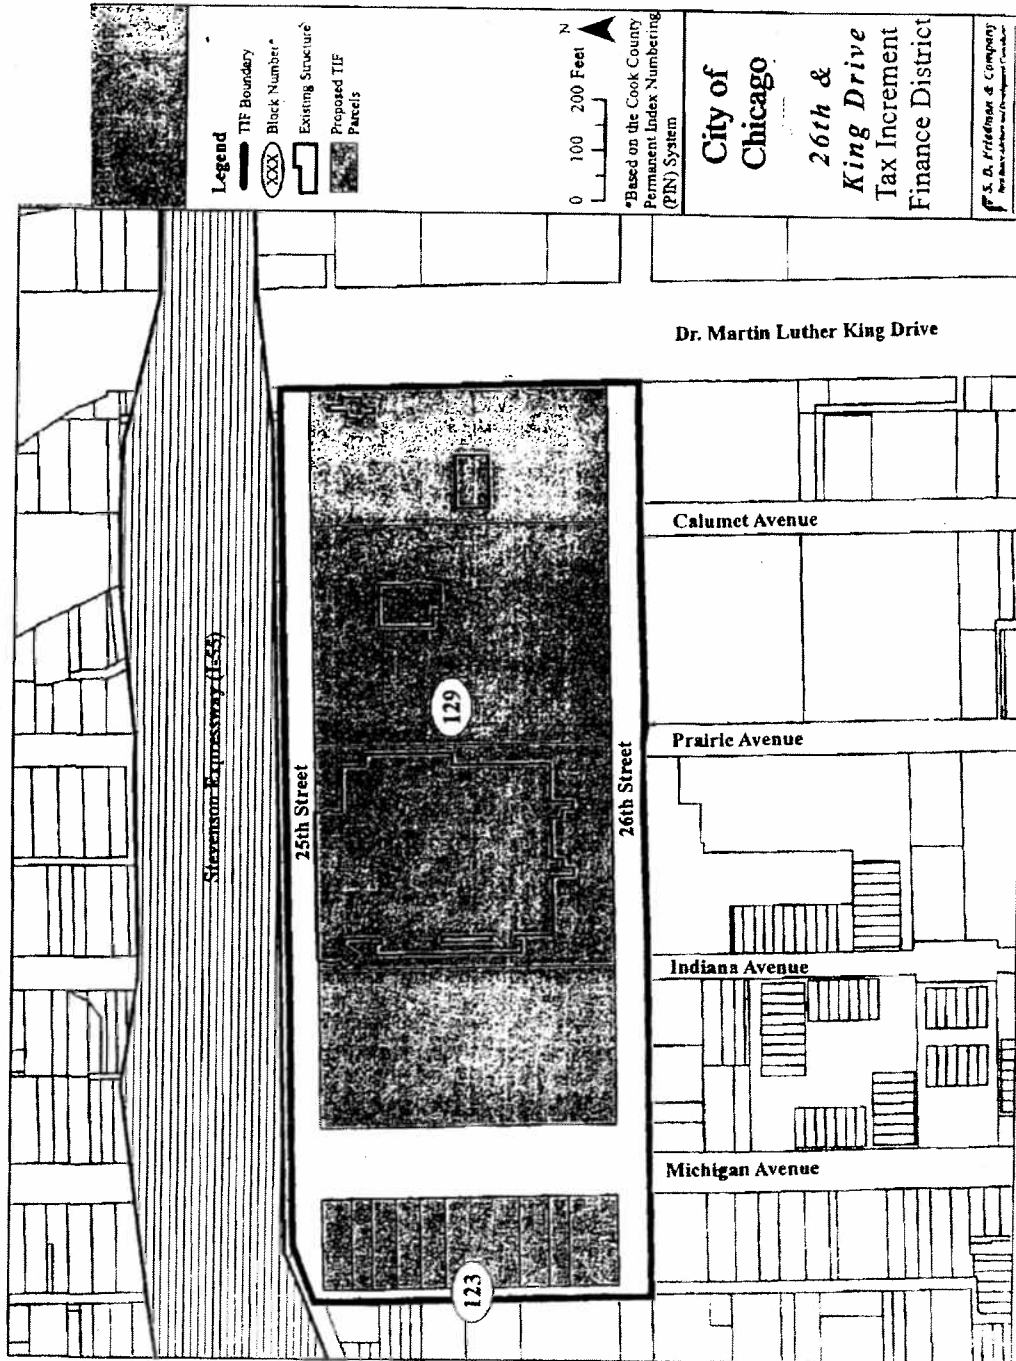 Legend
TIF Boundary
XXX
Block Number*
Existing Structure
Proposed TIF
Parcels
0 100 200 Feet
N
*Based on the Cook County
Permanent Index Numbering
(PIN) System
City of
Chicago
26th &
King Drive
Tax Increment
Finance District
S. B. Friedman & Company
Dr. Martin Luther King Drive
Calumet Avenue
Prairie Avenue
Indiana Avenue
Michigan Avenue
Stevenson Expressway (I-55)
25th Street
26th Street
129
123